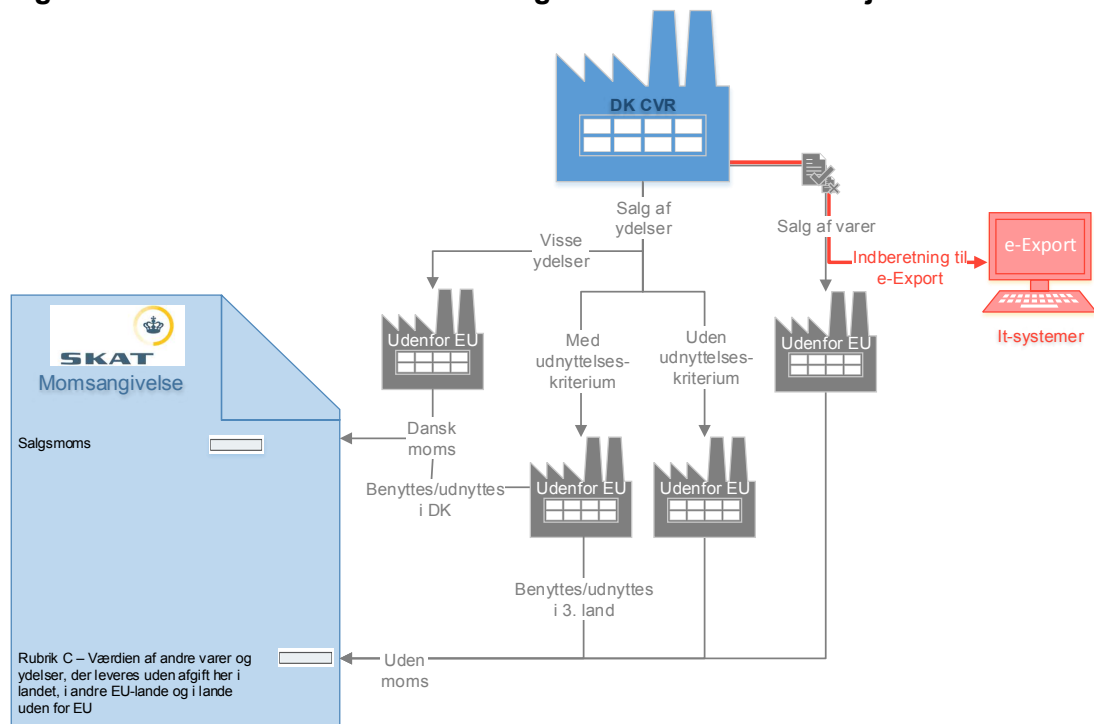 DK CVR
Salg af
ydelser
Salg af varer
Visse
ydelser
Indberetning til
e-Export
e-Export
It-systemer
Udenfor EU
Med
udnyttelses-
kriterium
Uden
udnyttelses-
kriterium
Udenfor EU
SKAT
Momsangivelse
Salgsmoms
Dansk
moms
Benyttes/udnyttes
i DK
Udenfor EU
Udenfor EU
Benyttes/udnyttes
i 3. land
Rubrik C – Værdien af andre varer og
ydelser, der leveres uden afgift her i
landet, i andre EU-lande og i lande
uden for EU
Uden
moms